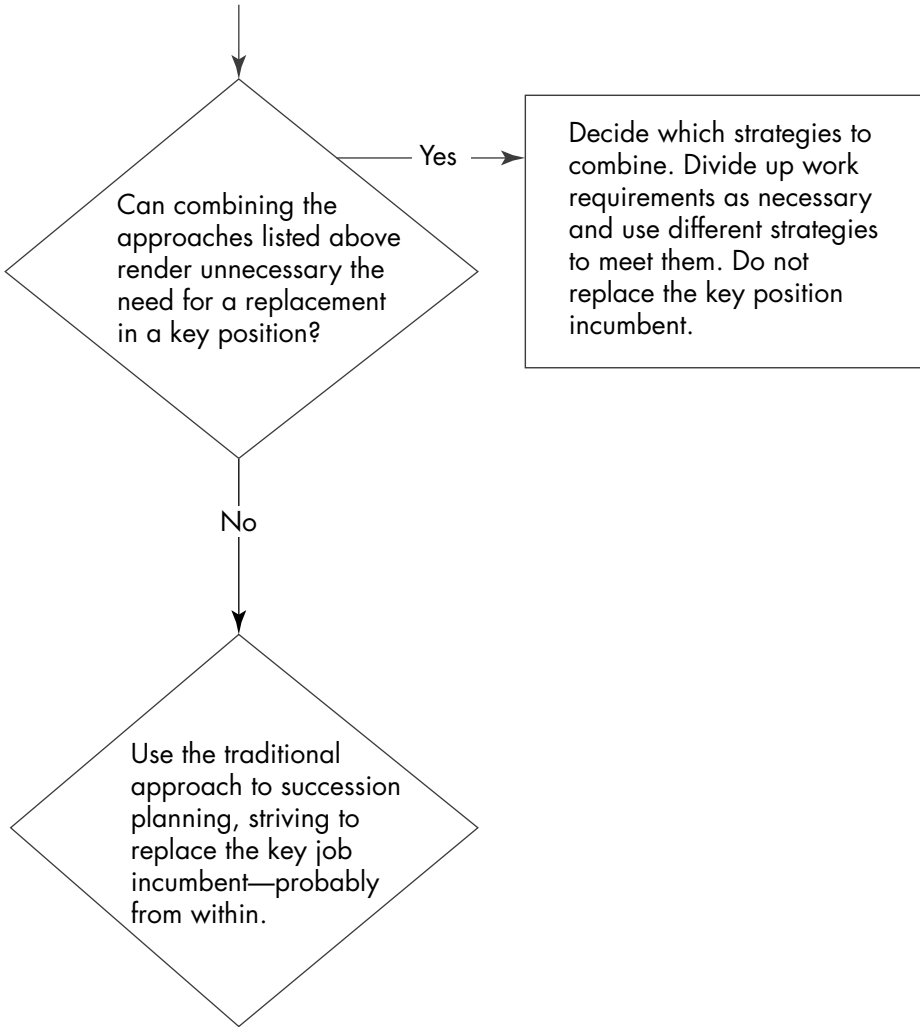 Can combining the
approaches listed above
render unnecessary the
need for a replacement
in a key position?
Yes
Decide which strategies to
combine. Divide up work
requirements as necessary
and use different strategies
to meet them. Do not
replace the key position
incumbent.
No
Use the traditional
approach to succession
planning, striving to
replace the key job
incumbent—probably
from within.